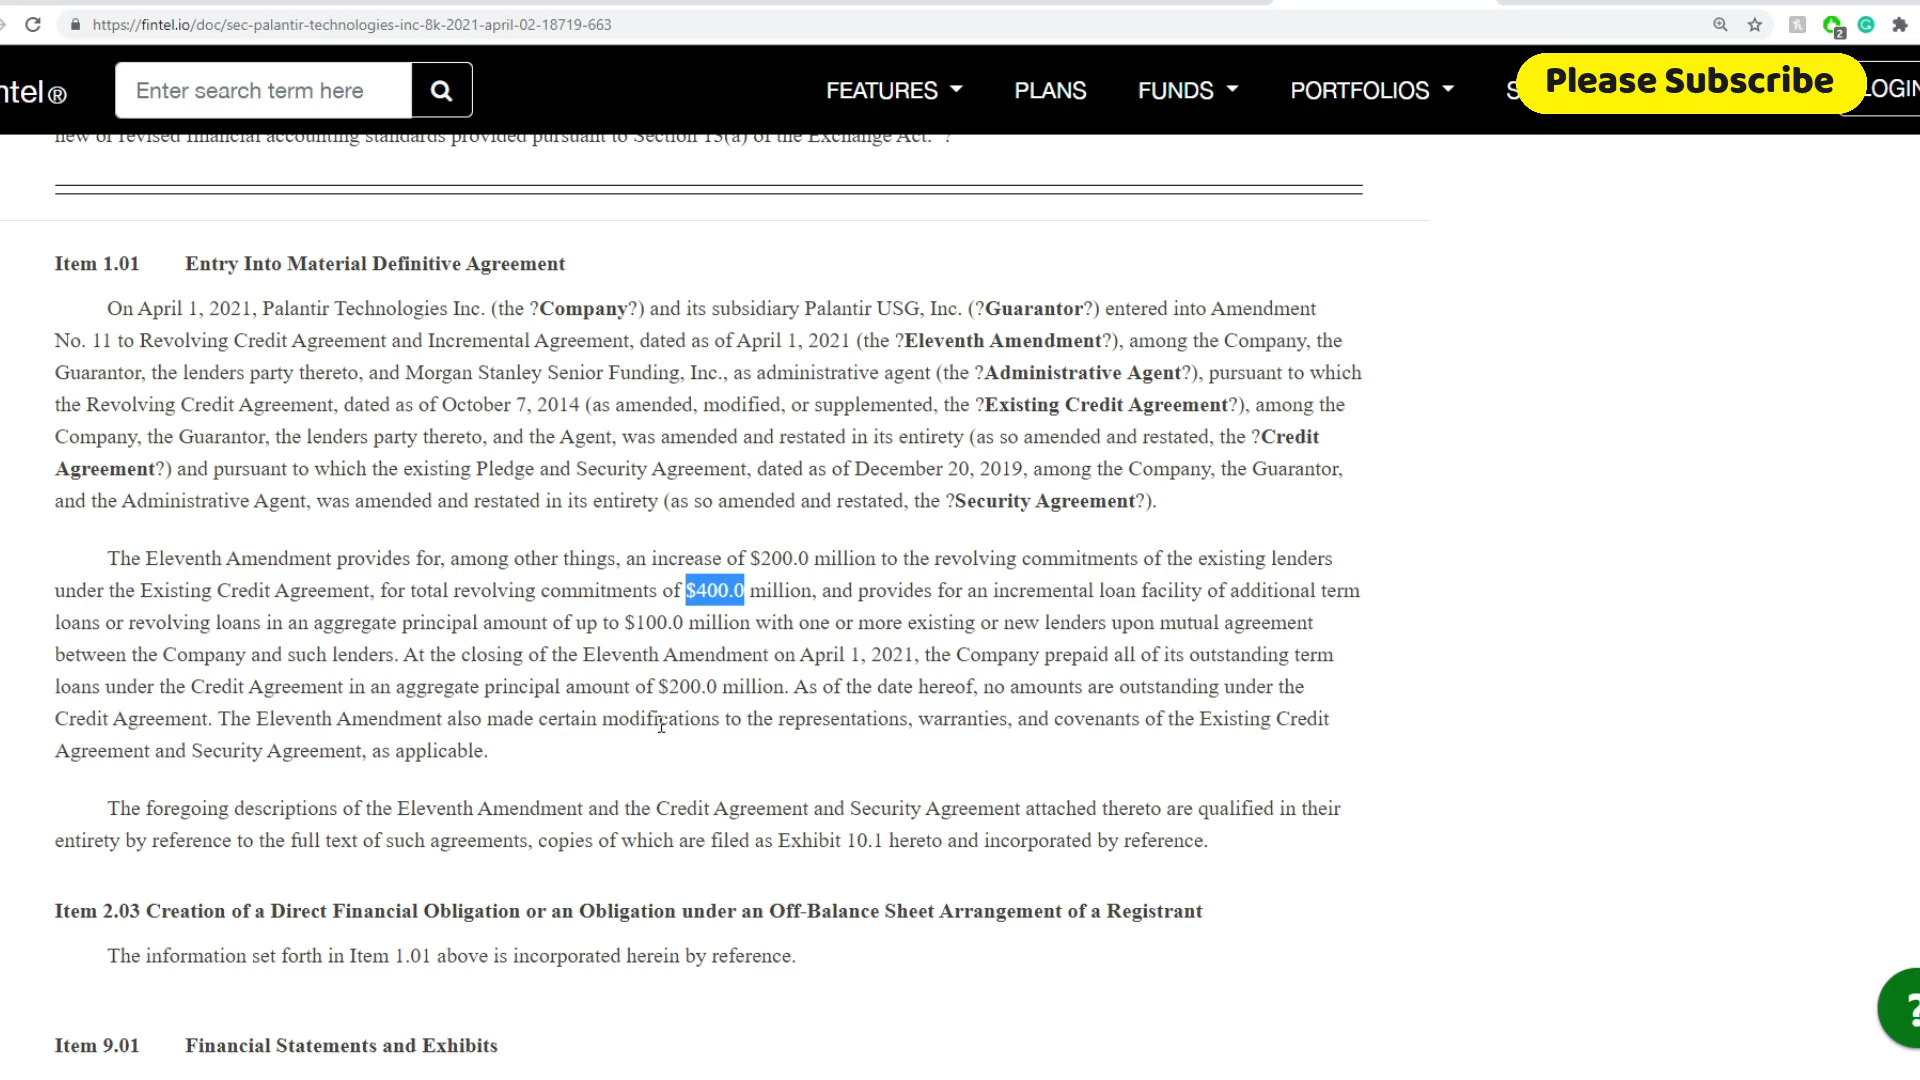 https://fintel.io/doc/sec-palantir-technologies-inc-8k-2021-april-02-18719-663
2
ntel®
Enter search term here
FEATURES
PLANS
FUNDS
PORTFOLIOS
Please Subscribe
LOGIN
new or revised financial accounting standards provided pursuant to Section 13(a) of the Exchange Act. ?
Item 1.01 Entry Into Material Definitive Agreement
On April 1, 2021, Palantir Technologies Inc. (the ?Company?) and its subsidiary Palantir USG, Inc. (?Guarantor?) entered into Amendment
No. 11 to Revolving Credit Agreement and Incremental Agreement, dated as of April 1, 2021 (the ?Eleventh Amendment?), among the Company, the
Guarantor, the lenders party thereto, and Morgan Stanley Senior Funding, Inc., as administrative agent (the ?Administrative Agent?), pursuant to which
the Revolving Credit Agreement, dated as of October 7, 2014 (as amended, modified, or supplemented, the ?Existing Credit Agreement?), among the
Company, the Guarantor, the lenders party thereto, and the Agent, was amended and restated in its entirety (as so amended and restated, the ?Credit
Agreement?) and pursuant to which the existing Pledge and Security Agreement, dated as of December 20, 2019, among the Company, the Guarantor,
and the Administrative Agent, was amended and restated in its entirety (as so amended and restated, the ?Security Agreement?).
The Eleventh Amendment provides for, among other things, an increase of $200.0 million to the revolving commitments of the existing lenders
under the Existing Credit Agreement, for total revolving commitments of $400.0 million, and provides for an incremental loan facility of additional term
loans or revolving loans in an aggregate principal amount of up to $100.0 million with one or more existing or new lenders upon mutual agreement
between the Company and such lenders. At the closing of the Eleventh Amendment on April 1, 2021, the Company prepaid all of its outstanding term
loans under the Credit Agreement in an aggregate principal amount of $200.0 million. As of the date hereof, no amounts are outstanding under the
Credit Agreement. The Eleventh Amendment also made certain modifications to the representations, warranties, and covenants of the Existing Credit
Agreement and Security Agreement, as applicable.
The foregoing descriptions of the Eleventh Amendment and the Credit Agreement and Security Agreement attached thereto are qualified in their
entirety by reference to the full text of such agreements, copies of which are filed as Exhibit 10.1 hereto and incorporated by reference.
Item 2.03 Creation of a Direct Financial Obligation or an Obligation under an Off-Balance Sheet Arrangement of a Registrant
The information set forth in Item 1.01 above is incorporated herein by reference.
?
Item 9.01 Financial Statements and Exhibits